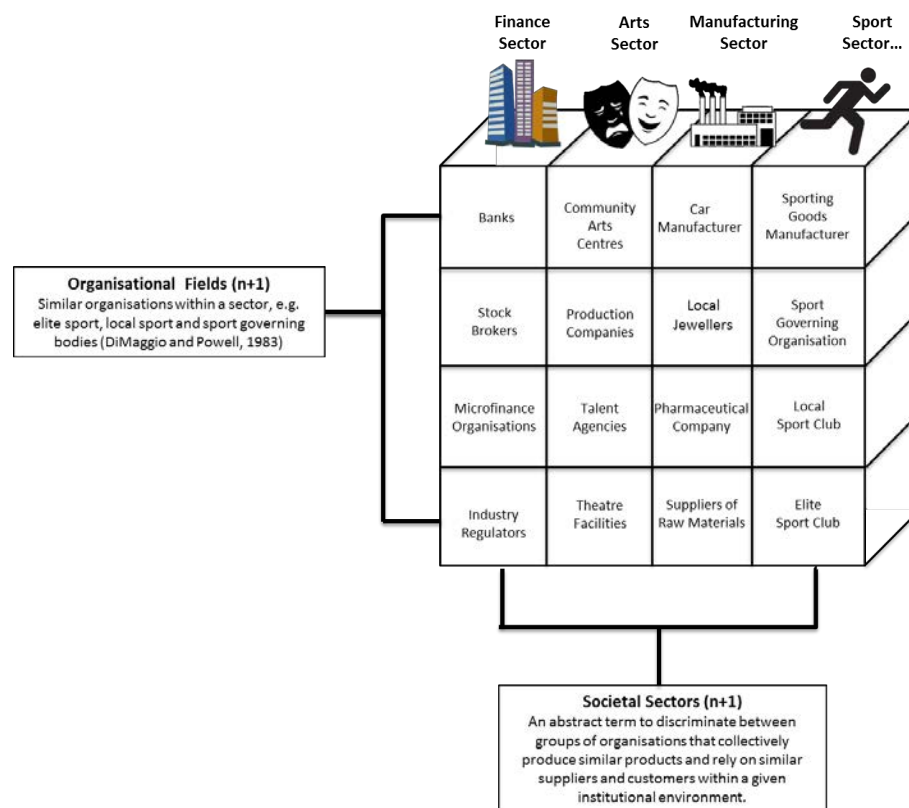 Finance
Sector
Arts
Sector
Manufacturing
Sector
Sport
Sector...
Banks
Community
Arts
Centres
Car
Manufacturer
Sporting
Goods
Manufacturer
Organisational Fields (n+1)
Similar organisations within a sector, e.g.
elite sport, local sport and sport governing
bodies (DiMaggio and Powell, 1983)
Stock
Brokers
Production
Companies
Local
Jewellers
Sport
Governing
Organisation
Microfinance
Organisations
Talent
Agencies
Pharmaceutical
Company
Local
Sport Club
Industry
Regulators
Theatre
Facilities
Suppliers of
Raw Materials
Elite
Sport Club
Societal Sectors (n+1)
An abstract term to discriminate between
groups of organisations that collectively
produce similar products and rely on similar
suppliers and customers within a given
institutional environment.